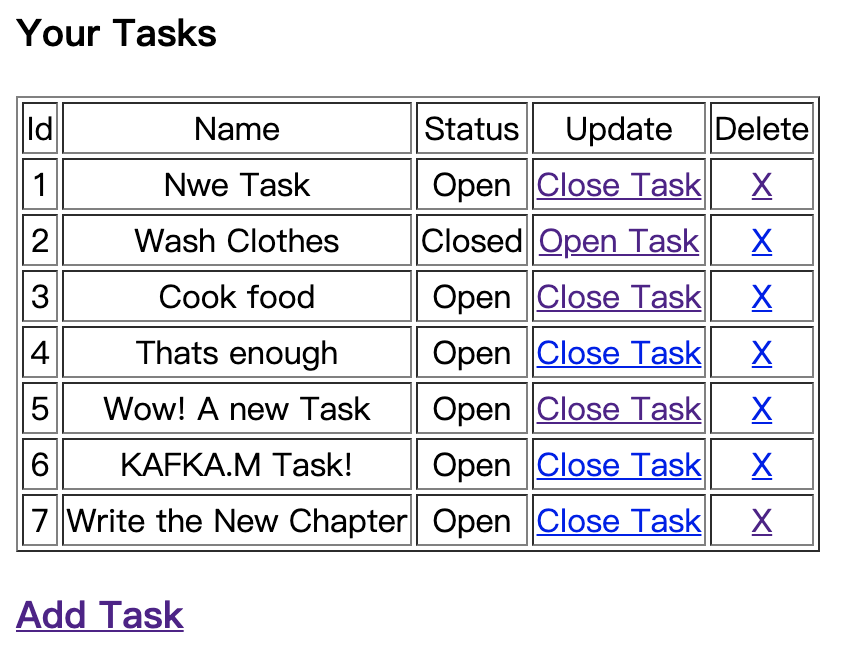 Your Tasks
Id Name Status Update Delete
1 Nwe Task Open Close Task X
2 Wash Clothes Closed Open Task X
3 Cook food Open Close Task X
4 Thats enough Open Close Task X
5 Wow! A new Task Open Close Task X
6 KAFKA.M Task! Open Close Task X
7 Write the New Chapter Open Close Task X
Add Task